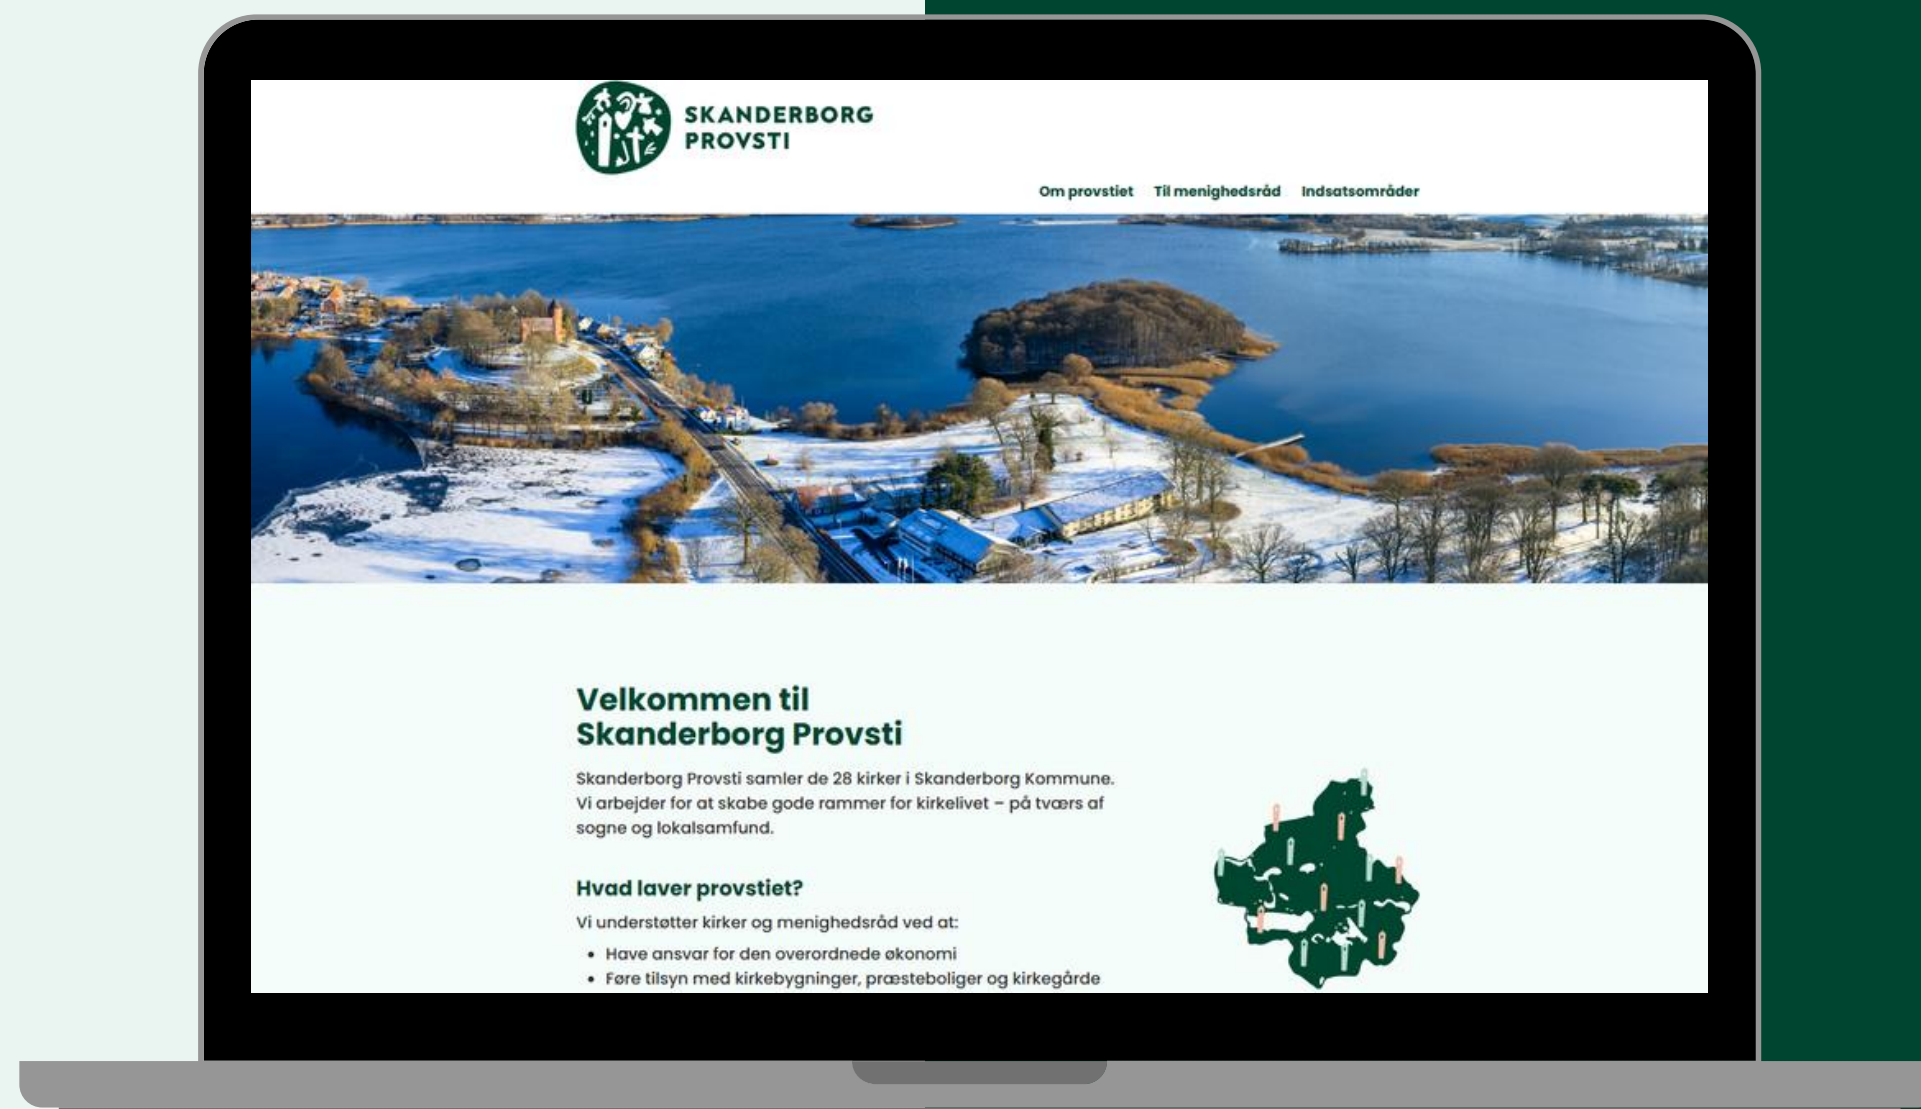 SKANDERBORG
PROVSTI
Om provstiet Til menighedsråd Indsatsområder
Velkommen til
Skanderborg Provsti
Skanderborg Provsti samler de 28 kirker i Skanderborg Kommune.
Vi arbejder for at skabe gode rammer for kirkelivet – på tværs af
sogne og lokalsamfund.
Hvad laver provstiet?
Vi understøtter kirker og menighedsråd ved at:
• Have ansvar for den overordnede økonomi
• Føre tilsyn med kirkebygninger, præsteboliger og kirkegårde